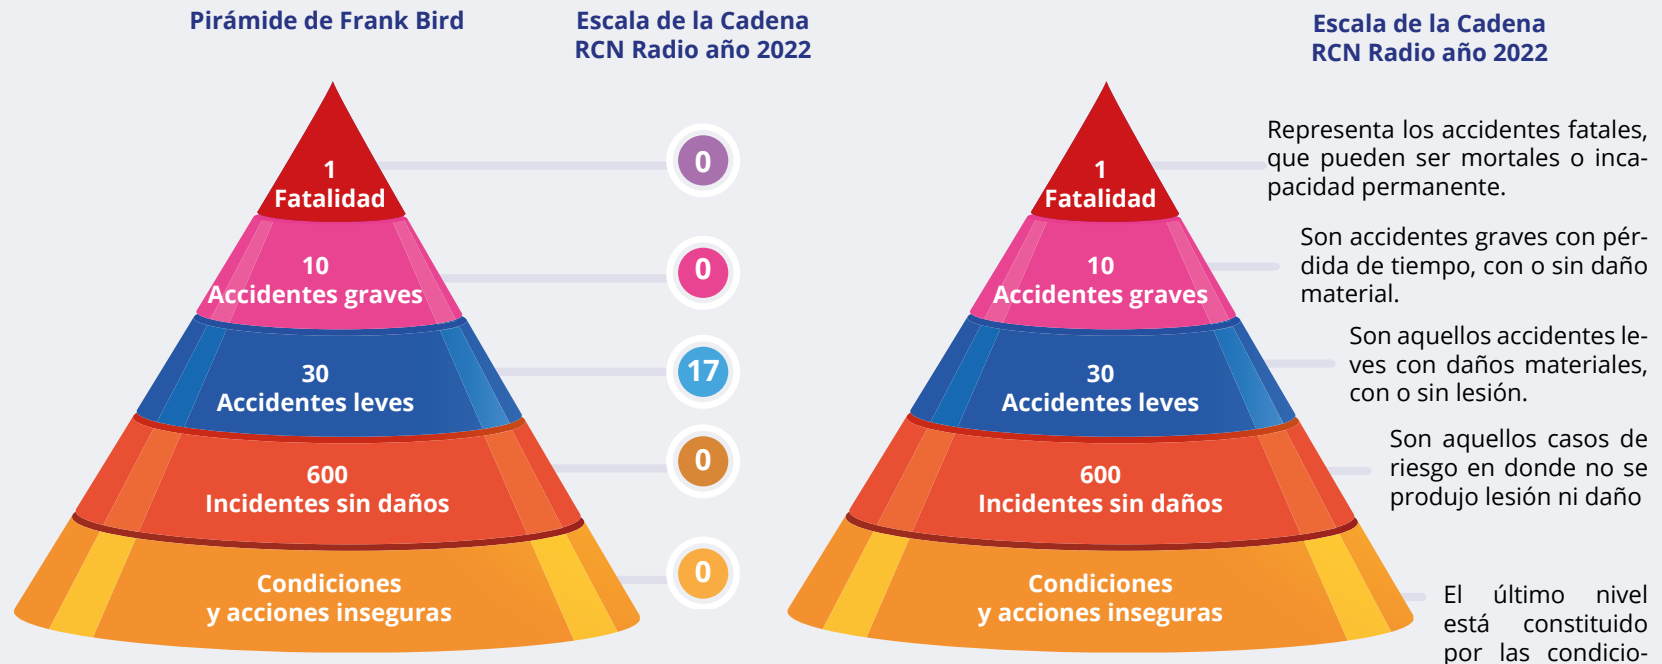 Pirámide de Frank Bird
Escala de la Cadena
RCN Radio año 2022
1
Fatalidad
10
Accidentes graves
30
Accidentes leves
600
Incidentes sin daños
Condiciones
y acciones inseguras
0
0
17
0
0
Escala de la Cadena
RCN Radio año 2022
1
Fatalidad
10
Accidentes graves
30
Accidentes leves
600
Incidentes sin daños
Condiciones
y acciones inseguras
Representa los accidentes fatales,
que pueden ser mortales o inca-
pacidad permanente.
Son accidentes graves con pér-
dida de tiempo, con o sin daño
material.
Son aquellos accidentes le-
ves con daños materiales,
con o sin lesión.
Son aquellos casos de
riesgo en donde no se
produjo lesión ni daño
El último nivel
está constituido
por las condicio-